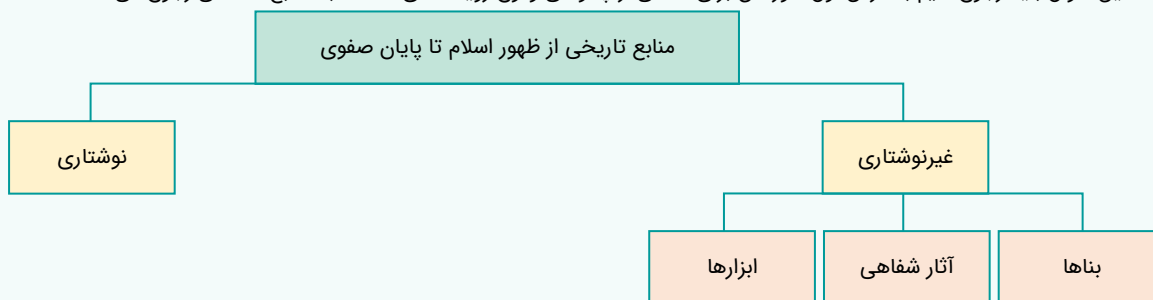 منابع تاریخی از ظهور اسلام تا پایان صفوی
غیرنوشتاری
نوشتاری
بناها
آثار شفاهی
ابزارها